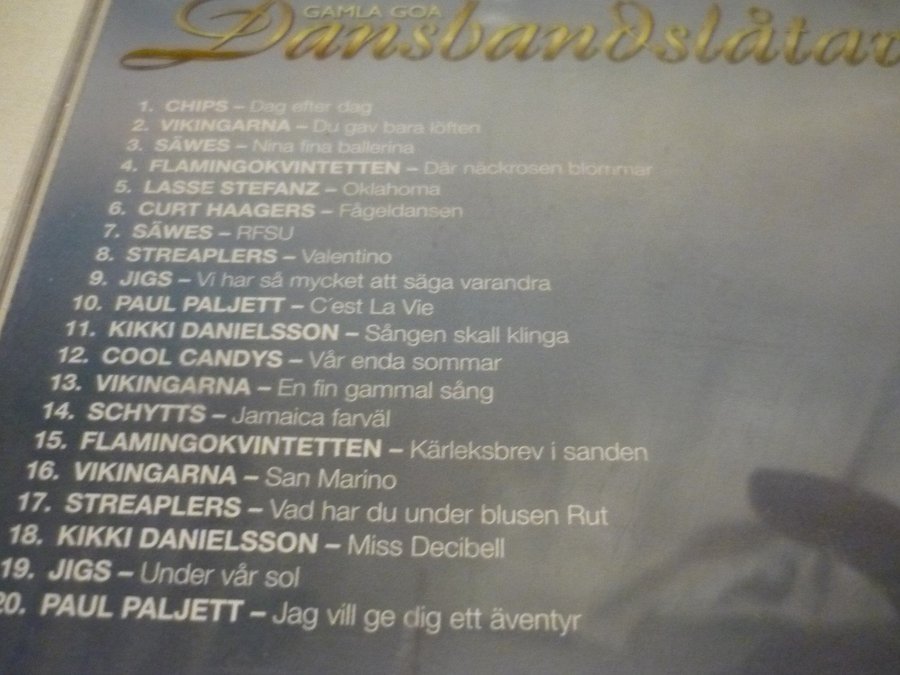 GAMLA GOA
Dansbandslåtar
1. CHIPS – Dag efter dag
2. VIKINGARNA – Du gav bara löften
3. SÄWES – Nina fina ballerina
4. FLAMINGOKVINTETTEN – Där näckrosen blommar
5. LASSE STEFANZ – Oklahoma
6. CURT HAAGERS – Fågeldansen
7. SÄWES – RFSU
8. STREAPLERS – Valentino
9. JIGS – Vi har så mycket att säga varandra
10. PAUL PALJETT – C´est La Vie
11. KIKKI DANIELSSON – Sången skall klinga
12. COOL CANDYS – Vår enda sommar
13. VIKINGARNA – En fin gammal sång
14. SCHYTTS – Jamaica farväl
15. FLAMINGOKVINTETTEN – Kärleksbrev i sanden
16. VIKINGARNA – San Marino
17. STREAPLERS – Vad har du under blusen Rut
18. KIKKI DANIELSSON – Miss Decibell
19. JIGS – Under vår sol
20. PAUL PALJETT – Jag vill ge dig ett äventyr